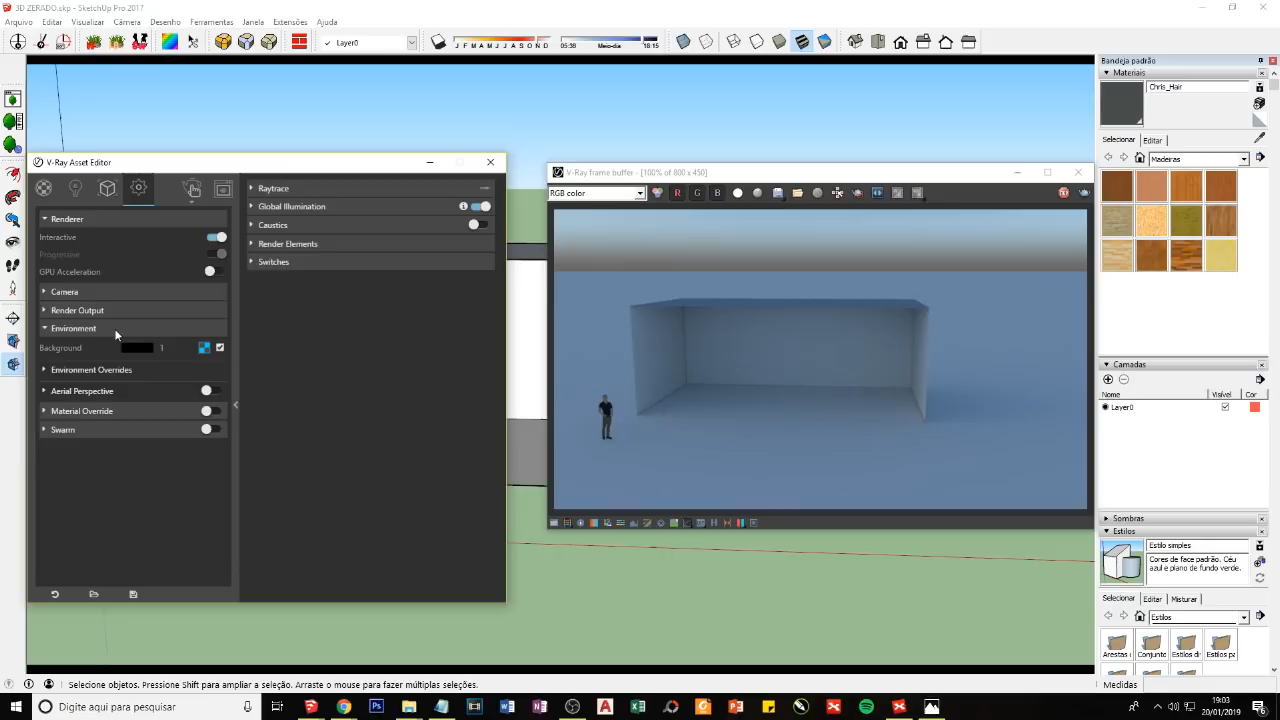 3D ZERADO.skp - SketchUp Pro 2017
Arquivo Editar Visualizar Câmera Desenho Ferramentas Janela Extensões Ajuda
Layer0
J F M A M J J A S O N D
05:38 Meio-dia 18:15
Bandeja padrão
Materiais
Chris_Hair
Selecionar Editar
Madeiras
V-Ray Asset Editor
Renderer
Interactive
Progressive
GPU Acceleration
Camera
Render Output
Environment
Background 1
Environment Overrides
Aerial Perspective
Material Override
Swarm
Raytrace
Global Illumination
Caustics
Render Elements
Switches
V-Ray frame buffer - [100% of 800 x 450]
RGB color
R G B
Camadas
Nome Visível Cor
Layer0
Sombras
Estilos
Estilo simples
Cores de face padrão. Céu
azul e plano de fundo verde.
Selecionar Editar Misturar
Estilos
Arestas Conjunto Estilos di Estilos pa
Selecione objetos. Pressione Shift para ampliar a seleção. Arraste o mouse para fazer múltiplas seleções
Medidas
Digite aqui para pesquisar
19:03
20/01/2019